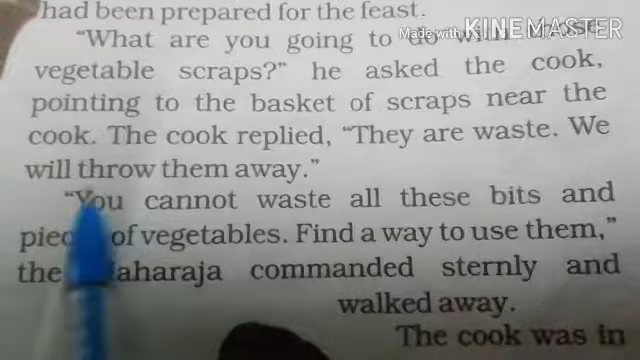 had been prepared for the feast.
Made with KINEMASTER
"What are you going to do with those
vegetable scraps?" he asked the cook,
pointing to the basket of scraps near the
cook. The cook replied, "They are waste. We
will throw them away."
"You cannot waste all these bits and
of vegetables. Find a way to use them,"
the commanded sternly and
walked away.
The cook was in